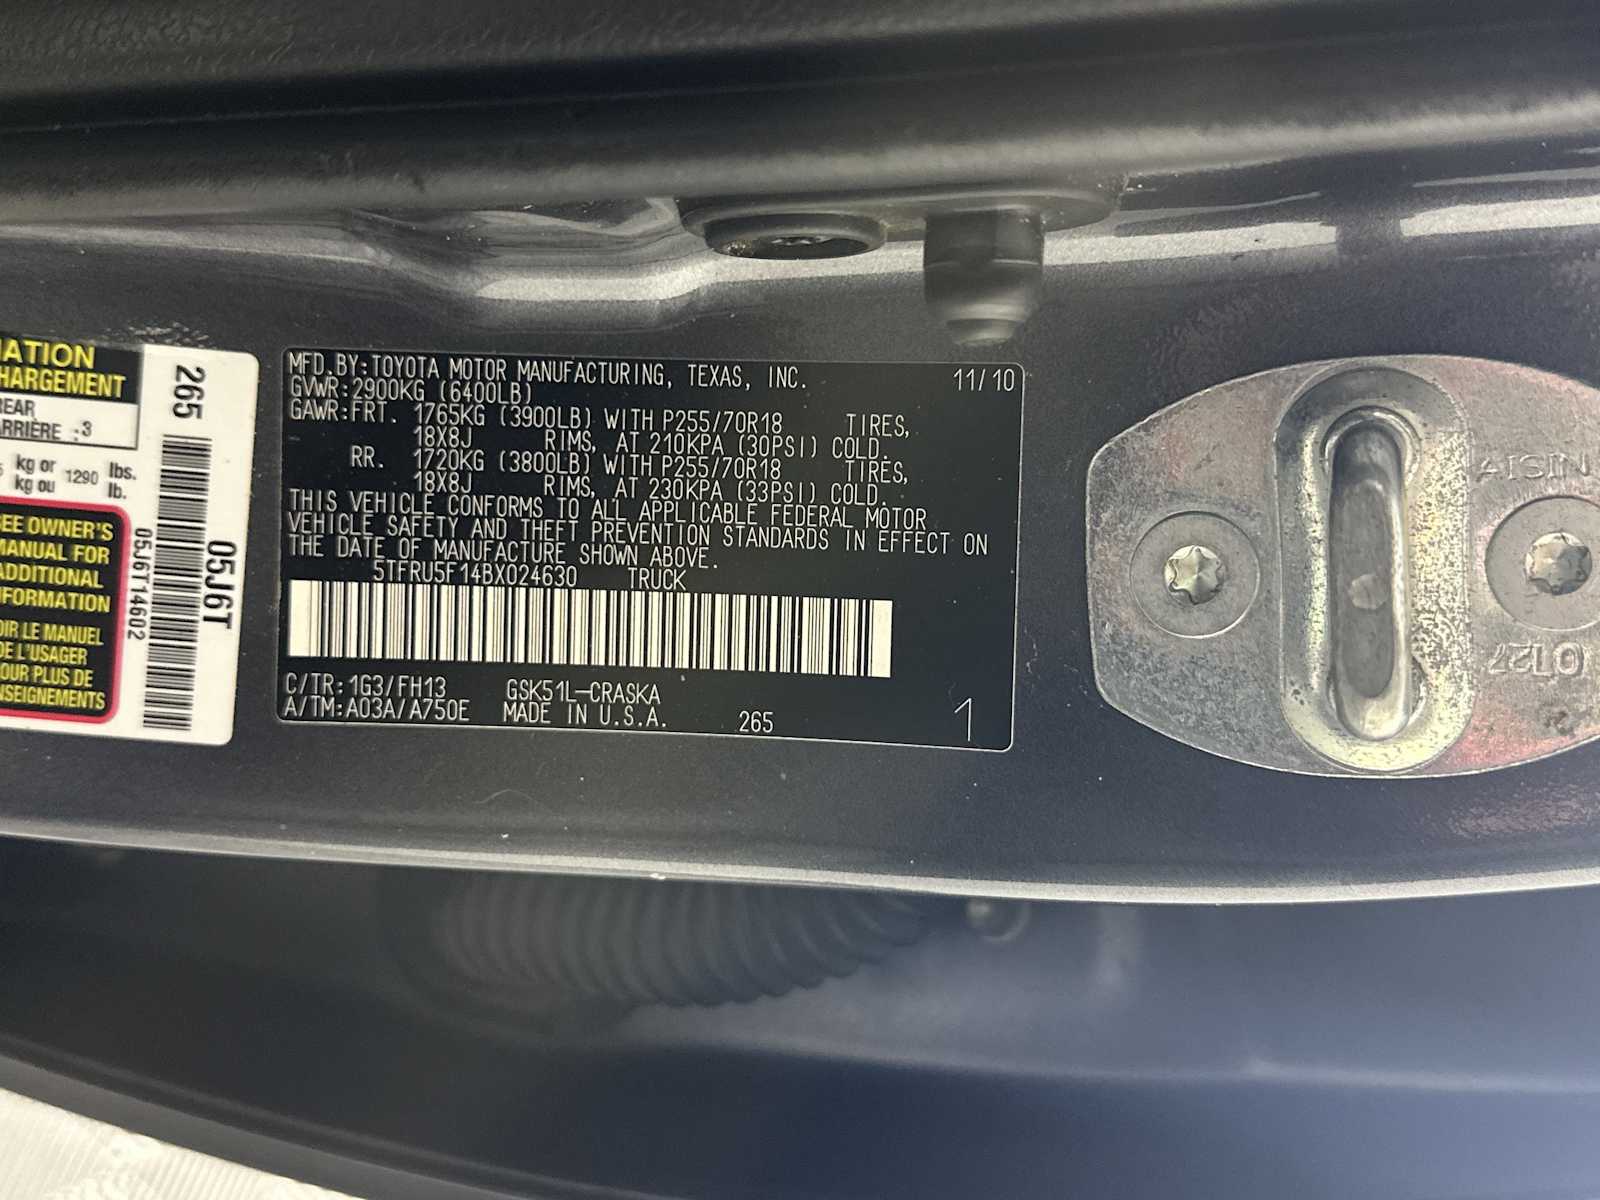 MFD.BY:TOYOTA MOTOR MANUFACTURING, TEXAS, INC. 11/10
GVWR:2900KG (6400LB)
GAWR:FRT. 1765KG (3900LB) WITH P255/70R18 TIRES,
18X8J RIMS, AT 210KPA (30PSI) COLD.
RR. 1720KG (3800LB) WITH P255/70R18 TIRES,
18X8J RIMS, AT 230KPA (33PSI) COLD.
THIS VEHICLE CONFORMS TO ALL APPLICABLE FEDERAL MOTOR
VEHICLE SAFETY AND THEFT PREVENTION STANDARDS IN EFFECT ON
THE DATE OF MANUFACTURE SHOWN ABOVE.
5TFRU5F14BX024630 TRUCK
C/TR:1G3/FH13 GSK51L-CRASKA
A/TM:A03A/A750E MADE IN U.S.A. 265 1
ATION
HARGEMENT
REAR
ARRIÈRE :3
kg or 1290 lbs.
kg ou lb.
SEE OWNER'S
MANUAL FOR
ADDITIONAL
NFORMATION
OIR LE MANUEL
DE L'USAGER
POUR PLUS DE
NSEIGNEMENTS
265
05J6T
05J6T14602
AISIN
0T27